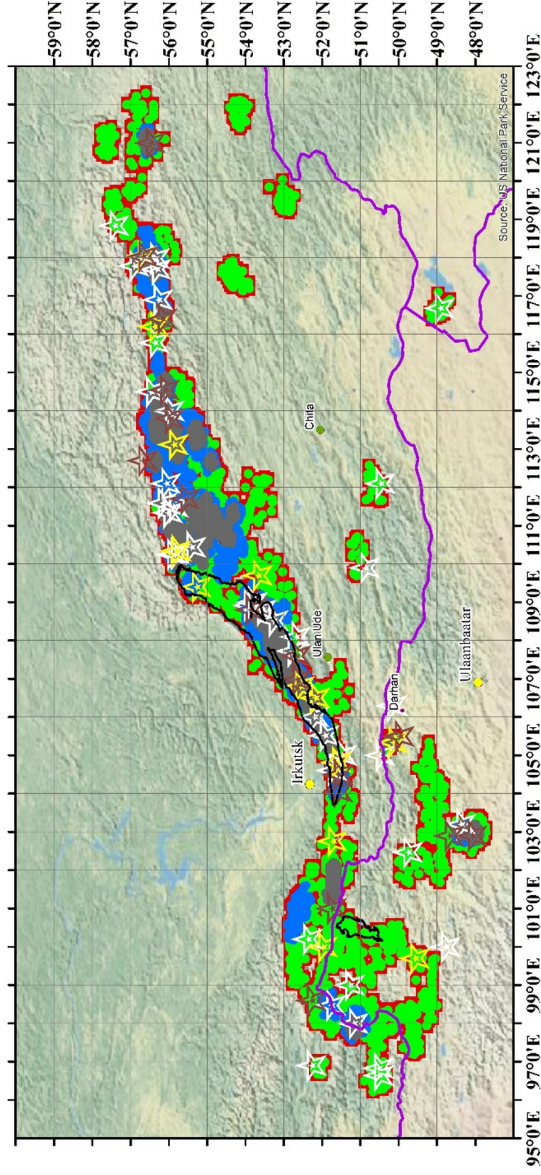 59°0'N
58°0'N
57°0'N
56°0'N
55°0'N
54°0'N
53°0'N
52°0'N
51°0'N
50°0'N
49°0'N
48°0'N
Chita
Irkutsk
Ulan Ude
Darhan
Ulaanbaatar
Source: US National Park Service
95°0'E
97°0'E
99°0'E
101°0'E
103°0'E
105°0'E
107°0'E
109°0'E
111°0'E
113°0'E
115°0'E
117°0'E
119°0'E
121°0'E
123°0'E